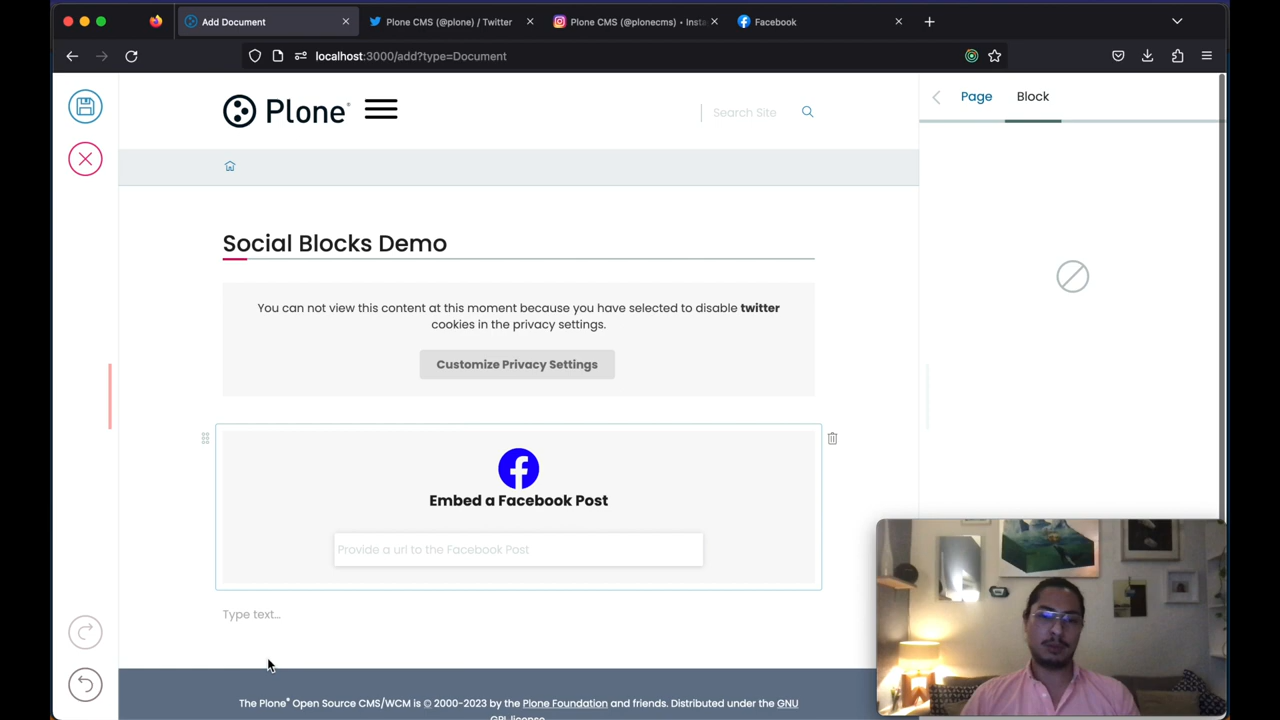 Add Document
Plone CMS (@plone) / Twitter
Plone CMS (@plonecms) • Insta
Facebook
localhost:3000/add?type=Document
Plone®
Search Site
Page
Block
Social Blocks Demo
You can not view this content at this moment because you have selected to disable twitter
cookies in the privacy settings.
Customize Privacy Settings
Embed a Facebook Post
Provide a url to the Facebook Post
Type text…
The Plone® Open Source CMS/WCM is © 2000-2023 by the Plone Foundation and friends. Distributed under the GNU
GPL license.